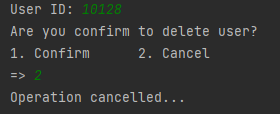 User ID: 10128
Are you confirm to delete user?
1. Confirm      2. Cancel
=> 2
Operation cancelled...